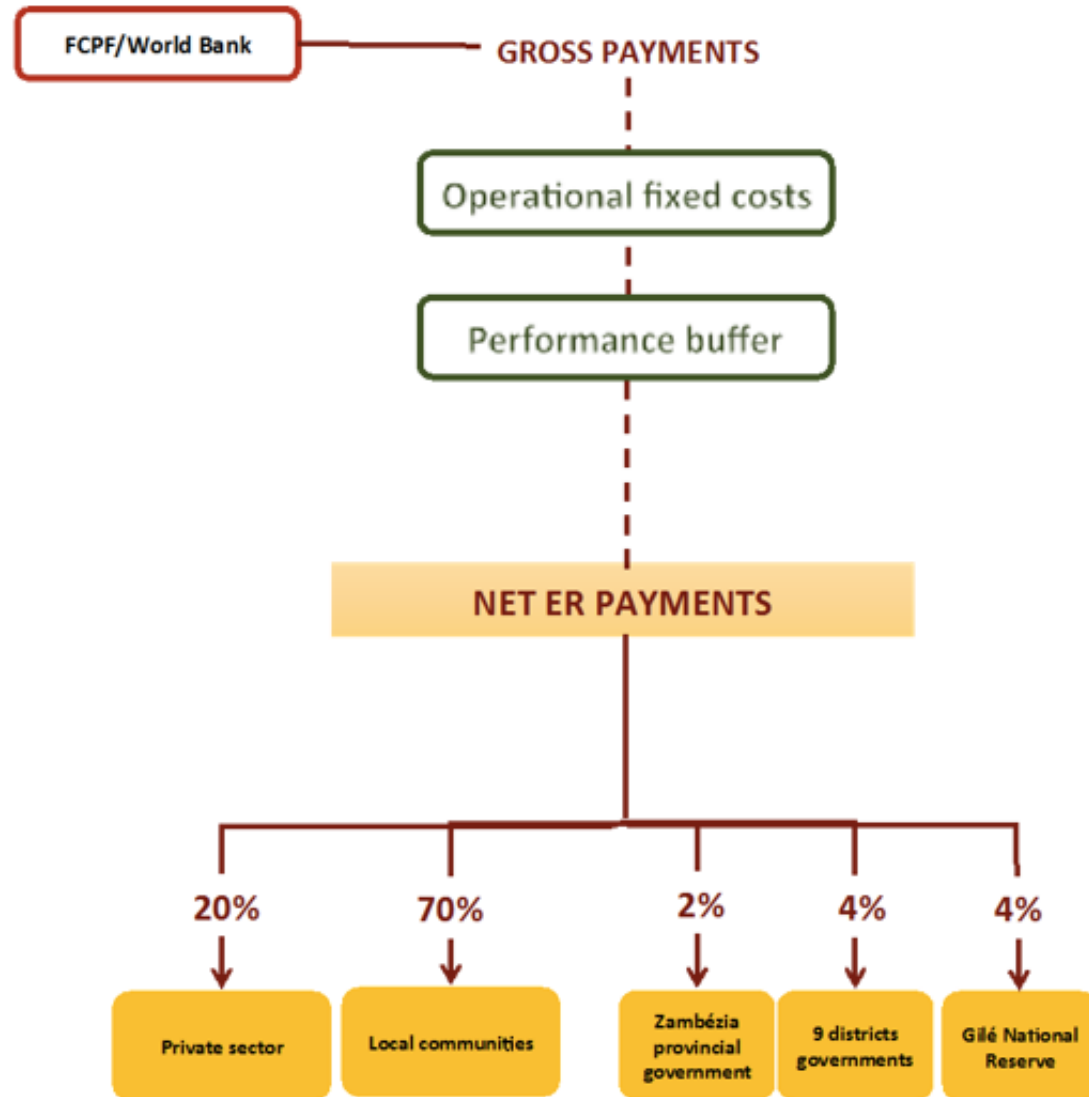 FCPF/World Bank
GROSS PAYMENTS
Operational fixed costs
Performance buffer
NET ER PAYMENTS
20%
70%
2%
4%
4%
Private sector
Local communities
Zambézia
provincial
government
9 districts
governments
Gilé National
Reserve